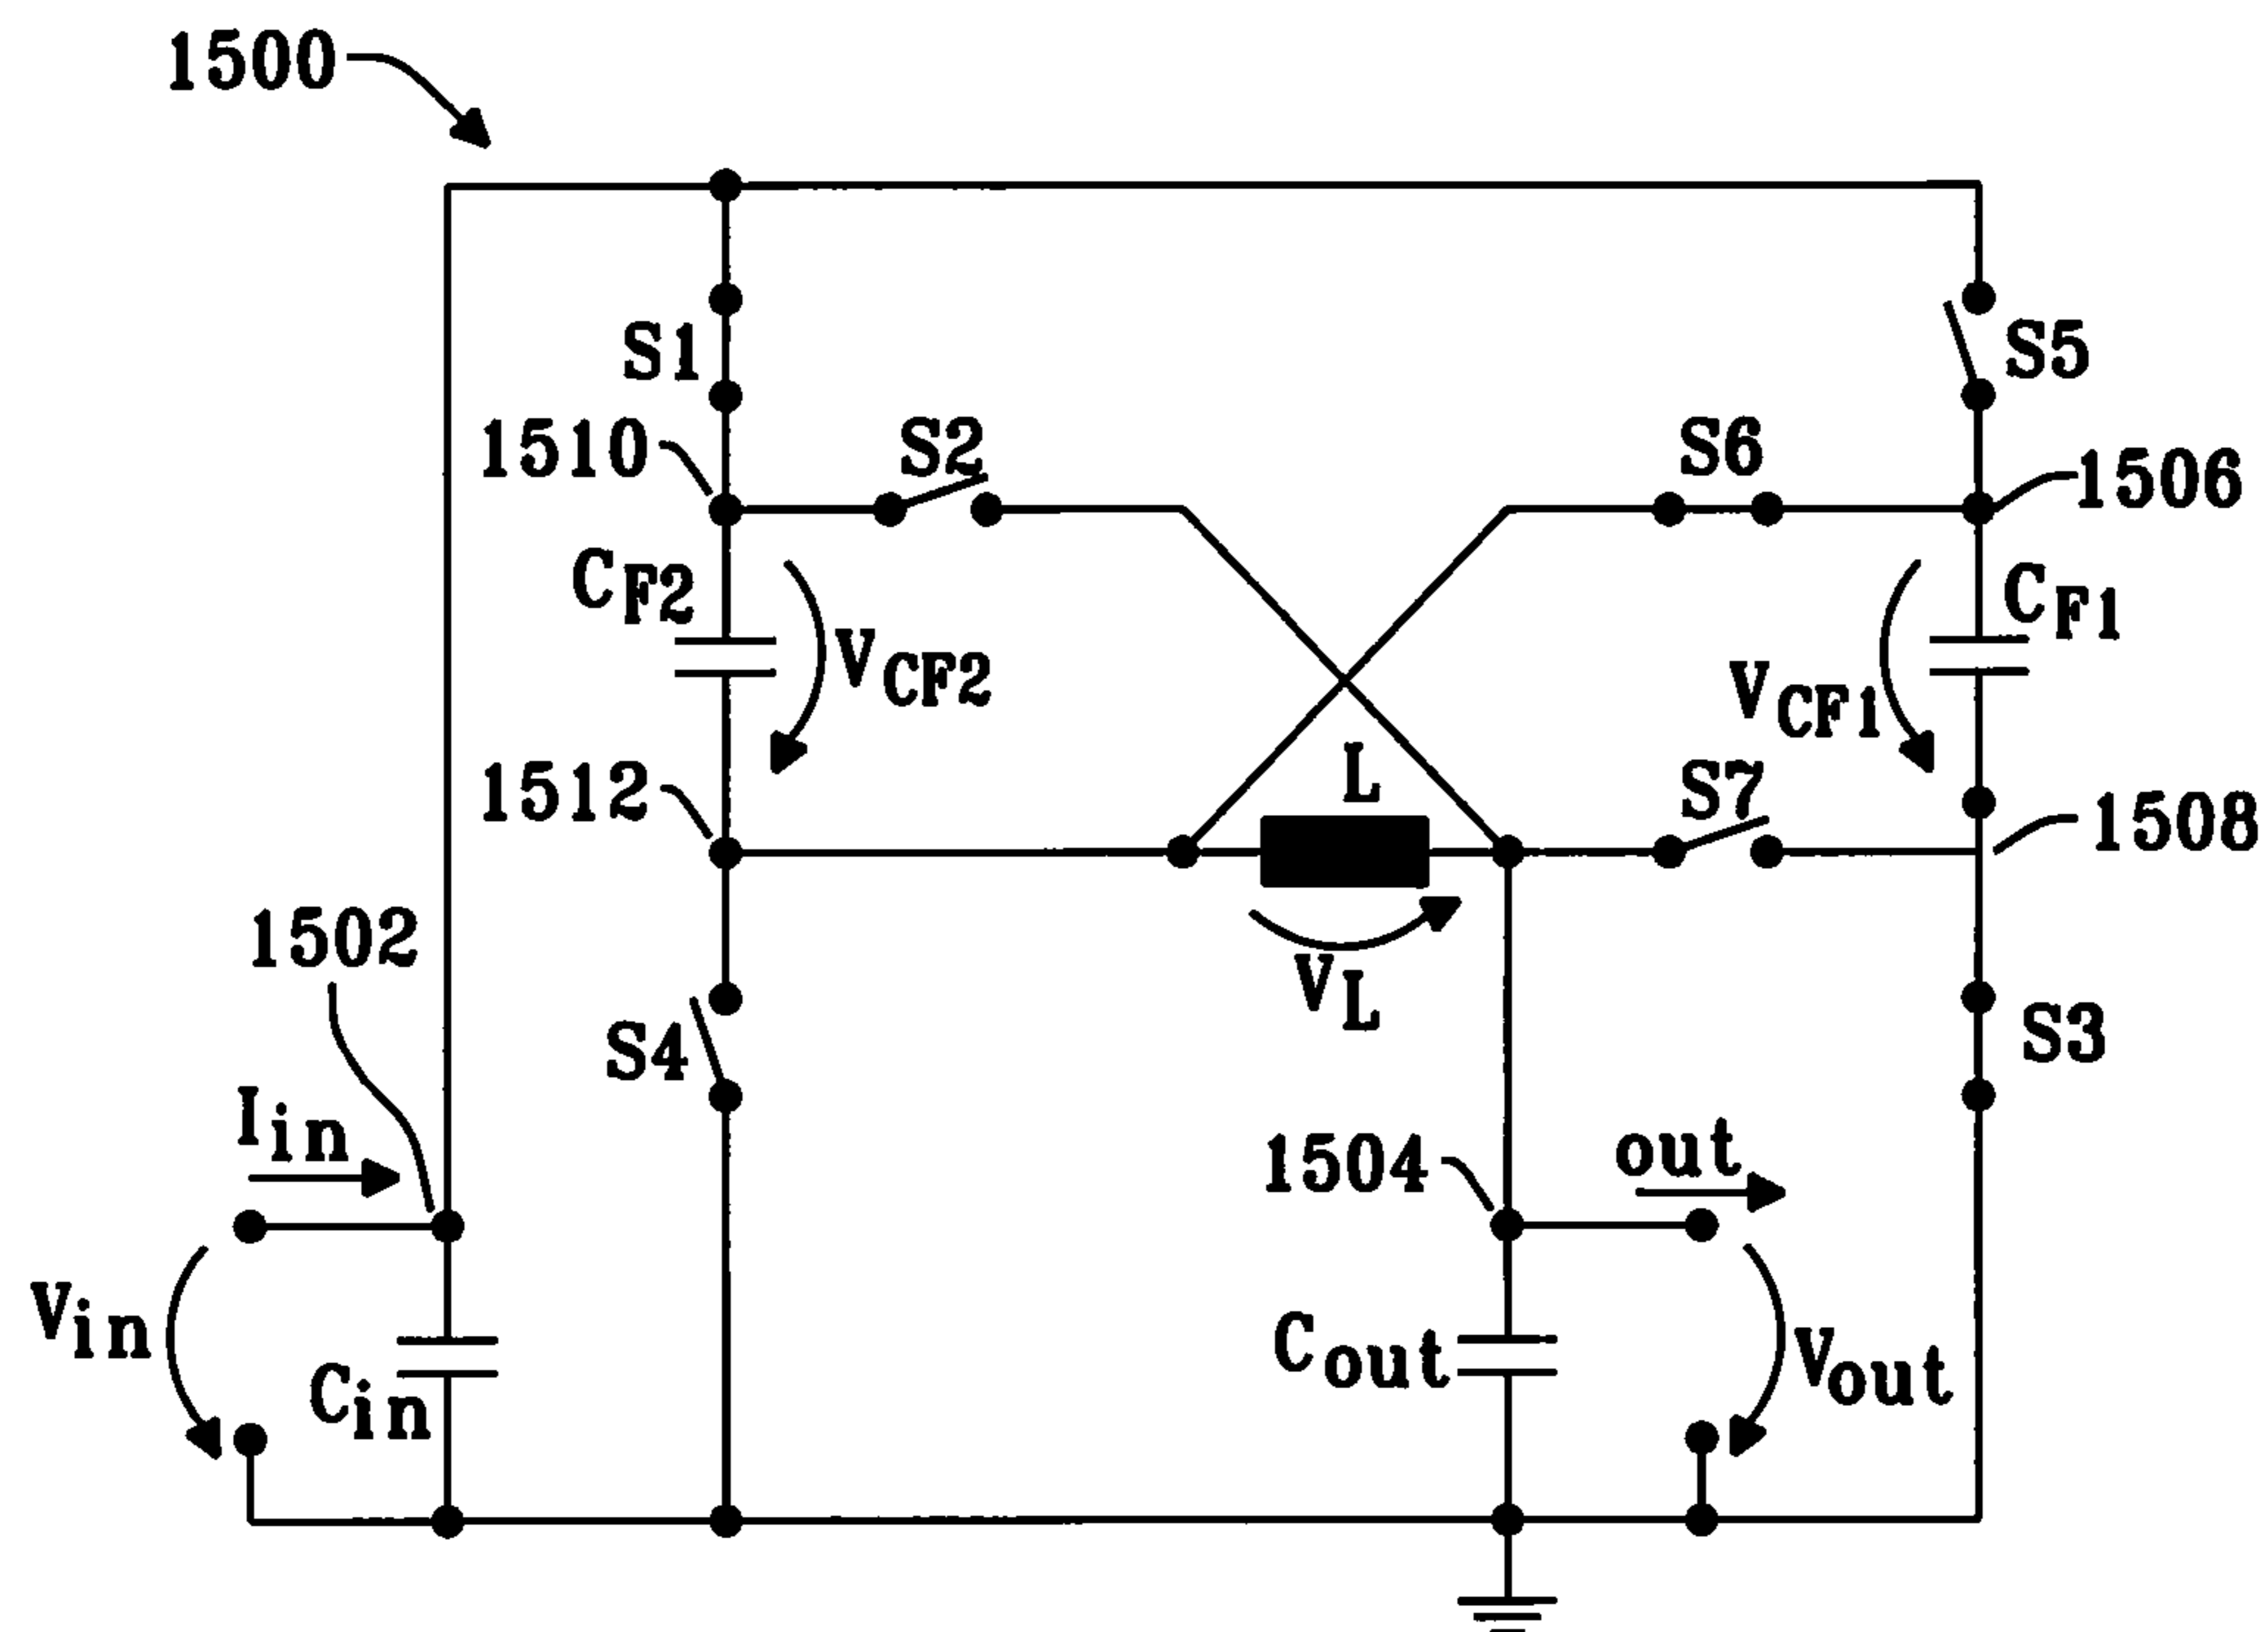 1500
S1
S5
1510
S2
S6
1506
CF2
VCF2
CF1
VCF1
1512
L
S7
1508
VL
1502
S4
S3
Iin
1504
out
Vin
Cin
Cout
Vout